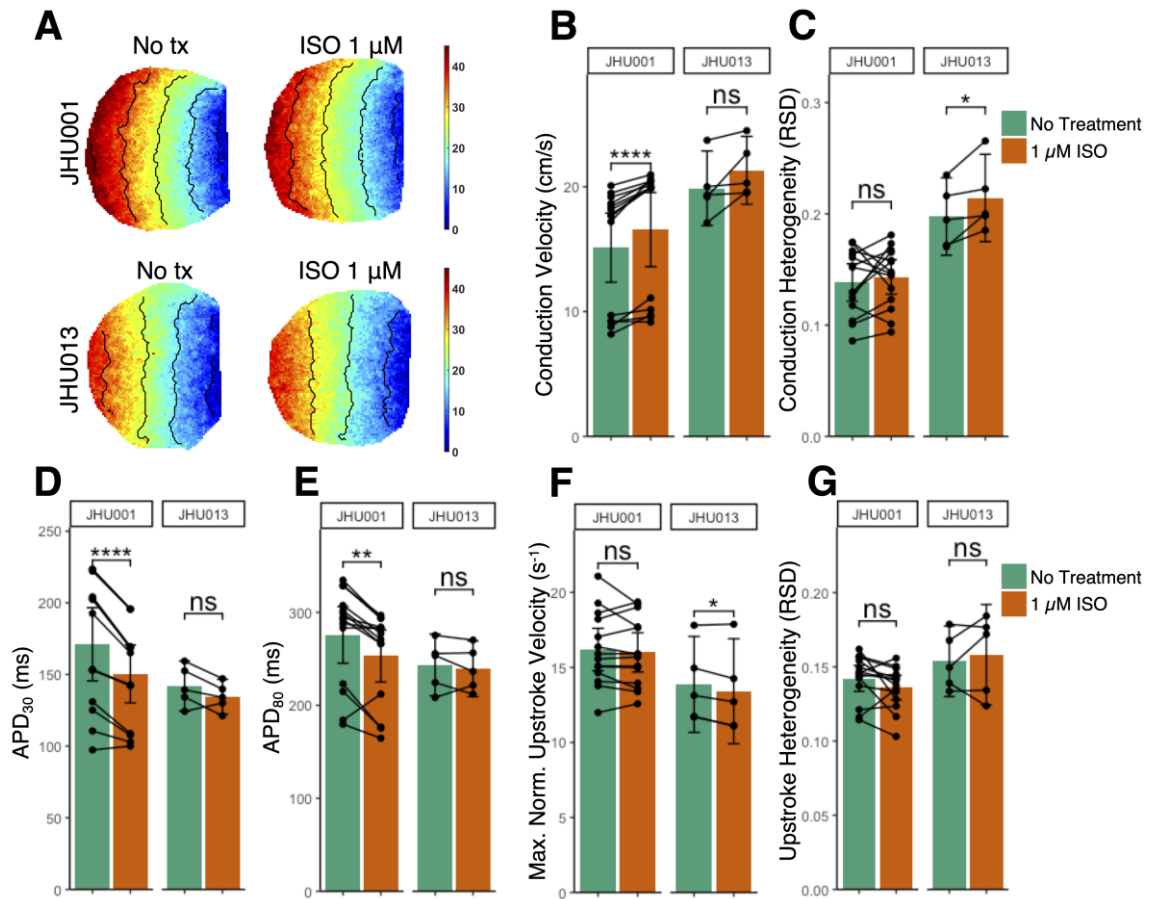 A
No tx
ISO 1 µM
JHU001
40
30
20
10
0
No tx
ISO 1 µM
JHU013
40
30
20
10
0
B
JHU001
JHU013
Conduction Velocity (cm/s)
20
10
0
****
ns
C
JHU001
JHU013
Conduction Heterogeneity (RSD)
0.3
0.2
0.1
0.0
ns
*
No Treatment
1 µM ISO
D
JHU001
JHU013
APD30 (ms)
250
200
150
100
50
0
****
ns
E
JHU001
JHU013
APD80 (ms)
300
200
100
0
**
ns
F
JHU001
JHU013
Max. Norm. Upstroke Velocity (s-1)
20
15
10
5
0
ns
*
G
JHU001
JHU013
Upstroke Heterogeneity (RSD)
0.20
0.15
0.10
0.05
0.00
ns
ns
No Treatment
1 µM ISO